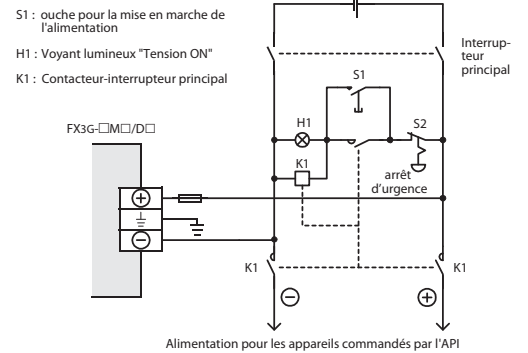 S1 : ouche pour la mise en marche de
l'alimentation
H1 : Voyant lumineux "Tension ON"
K1 : Contacteur-interrupteur principal
Interrup-
teur
principal
S1
FX3G-□M□/D□
H1
S2
K1
arrêt
d'urgence
K1
K1
Alimentation pour les appareils commandés par l'API